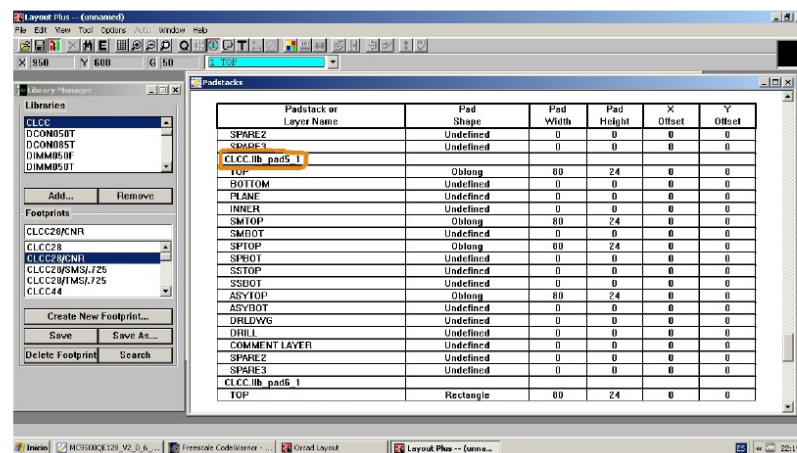 Layout Plus -- (unnamed)
File Edit View Tool Options Auto Window Help
X 950 Y 600 G 50 1 TOP
Library Manager
Libraries
CLCC
DCON050T
DCON085T
DIMM050F
DIMM050T
Add... Remove
Footprints
CLCC28/CNR
CLCC28
CLCC28/CNR
CLCC28/SMS/.725
CLCC28/TMS/.725
CLCC44
Create New Footprint...
Save Save As...
Delete Footprint Search
Padstacks
Padstack or Layer Name Pad Shape Pad Width Pad Height X Offset Y Offset
SPARE2 Undefined 0 0 0 0
SPARE3 Undefined 0 0 0 0
CLCC.llb_pad5_1
TOP Oblong 80 24 0 0
BOTTOM Undefined 0 0 0 0
PLANE Undefined 0 0 0 0
INNER Undefined 0 0 0 0
SMTOP Oblong 80 24 0 0
SMBOT Undefined 0 0 0 0
SPTOP Oblong 80 24 0 0
SPBOT Undefined 0 0 0 0
SSTOP Undefined 0 0 0 0
SSBOT Undefined 0 0 0 0
ASYTOP Oblong 80 24 0 0
ASYBOT Undefined 0 0 0 0
DRLDWG Undefined 0 0 0 0
DRILL Undefined 0 0 0 0
COMMENT LAYER Undefined 0 0 0 0
SPARE2 Undefined 0 0 0 0
SPARE3 Undefined 0 0 0 0
CLCC.llb_pad6_1
TOP Rectangle 80 24 0 0
Inicio MC9S08QE128_V2_0_6_... Freescale CodeWarrior - ... Orcad Layout Layout Plus -- (unna... ES